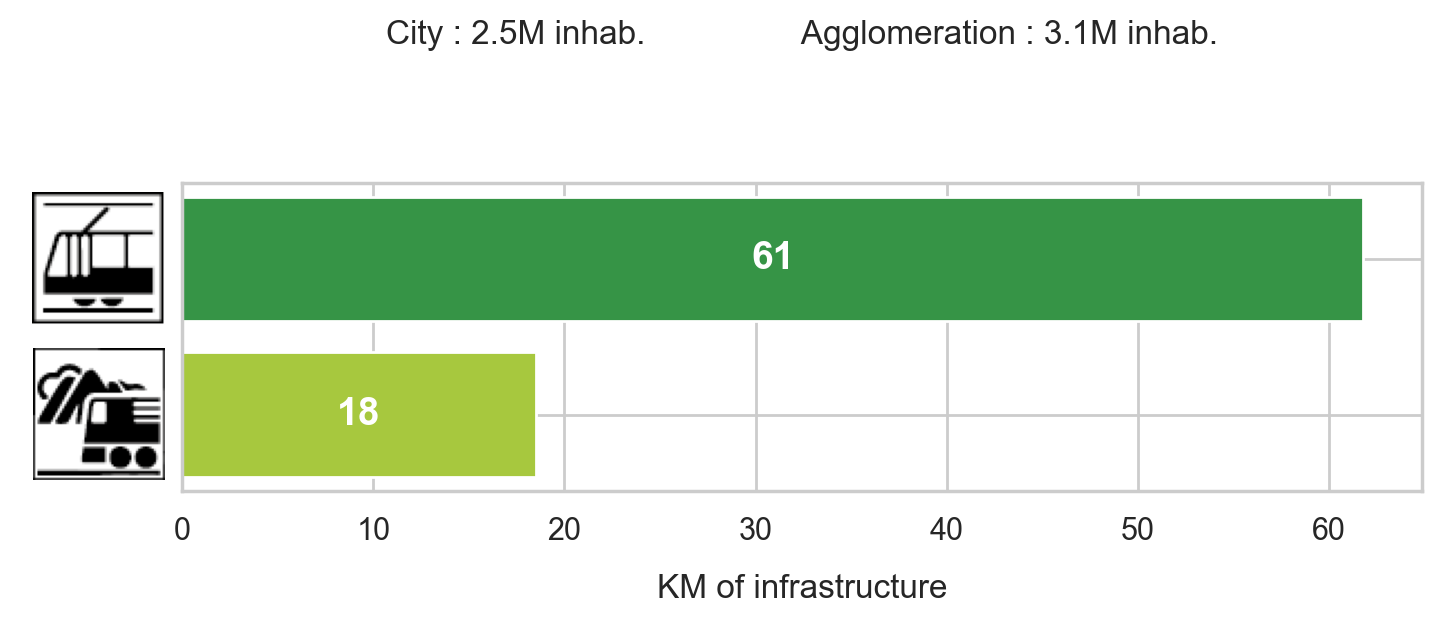 City : 2.5M inhab. Agglomeration : 3.1M inhab.
61
18
0 10 20 30 40 50 60
KM of infrastructure